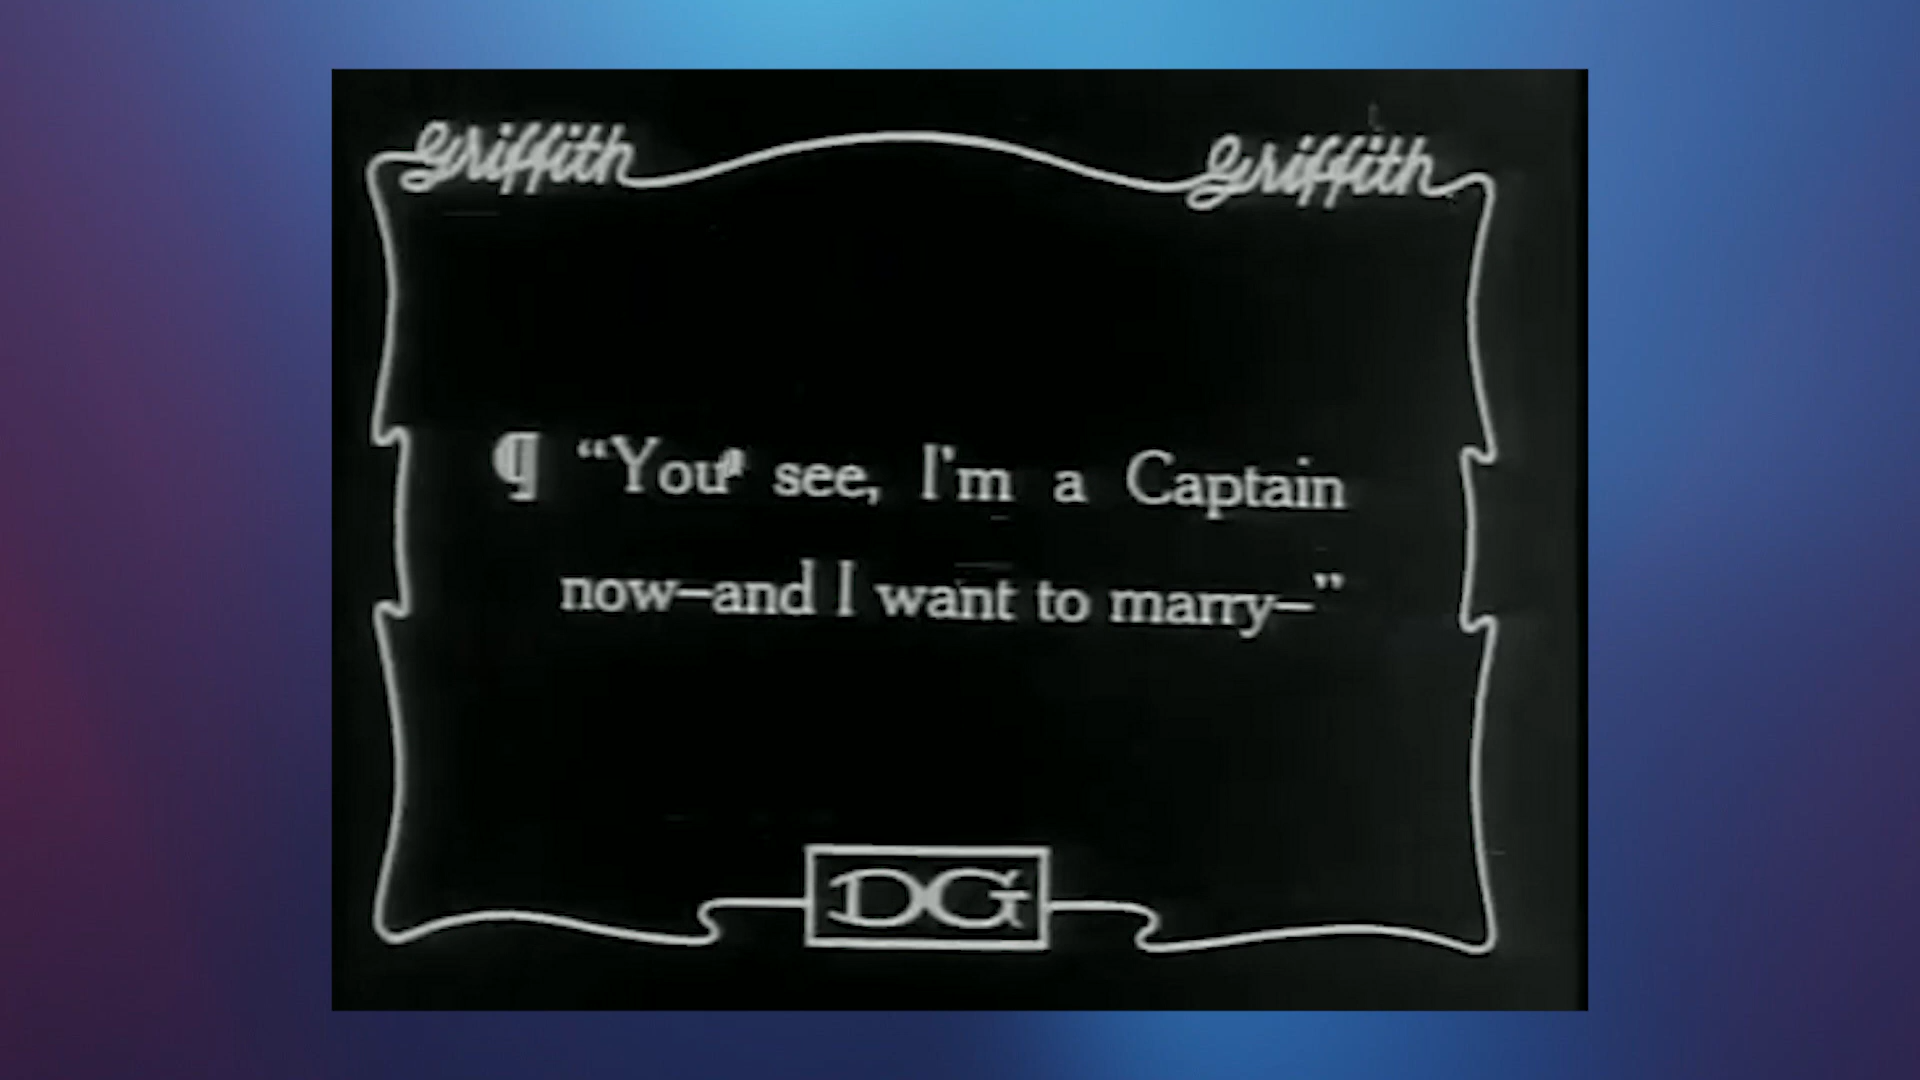 Griffith Griffith
¶ “You see, I'm a Captain
now—and I want to marry—”
DG